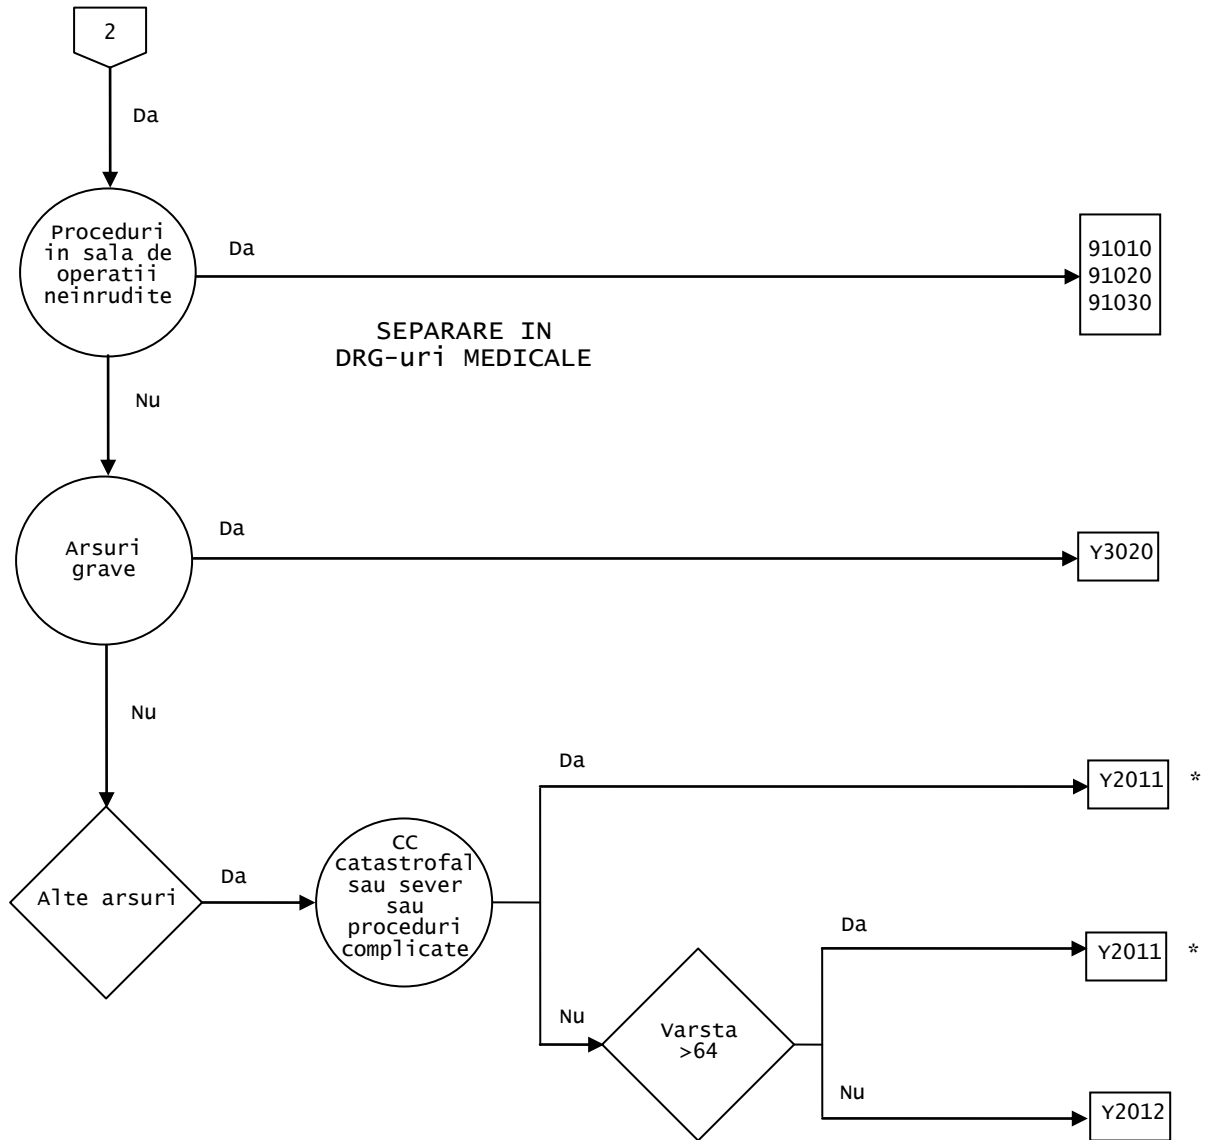 2
Da
Proceduri
in sala de
operatii
neinrudite
Da
91010
91020
91030
SEPARARE IN
DRG-uri MEDICALE
Nu
Arsuri
grave
Da
Y3020
Nu
Da
Y2011 *
Alte arsuri
Da
CC
catastrofal
sau sever
sau
proceduri
complicate
Da
Y2011 *
Nu
Varsta
>64
Nu
Y2012